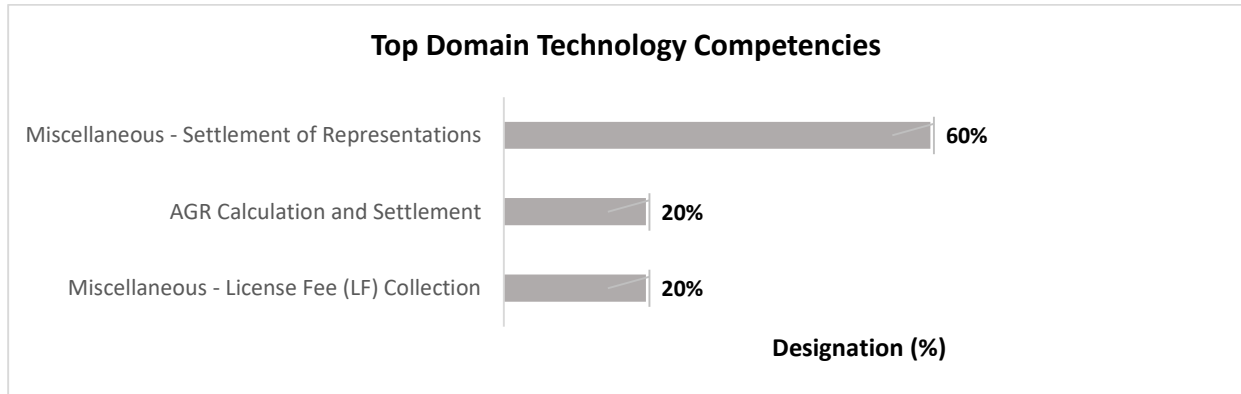 Top Domain Technology Competencies
Miscellaneous - Settlement of Representations
60%
AGR Calculation and Settlement
20%
Miscellaneous - License Fee (LF) Collection
20%
Designation (%)